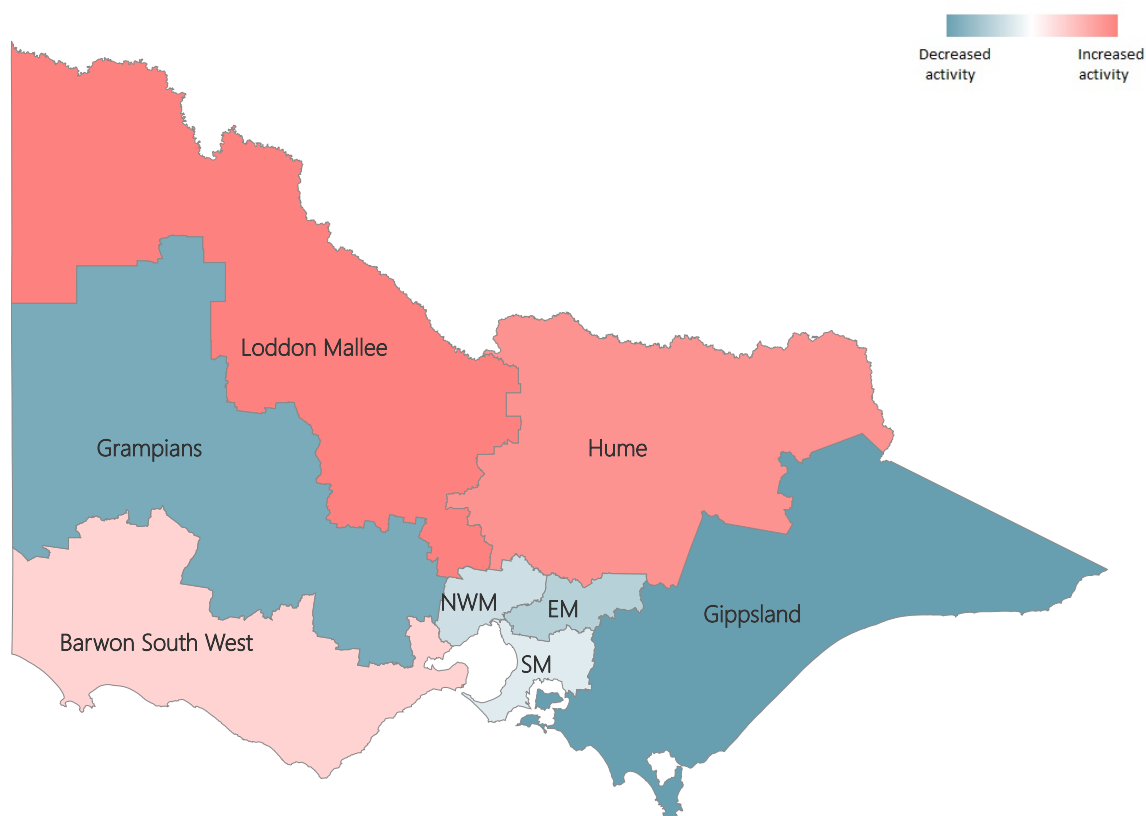 Decreased
activity
Increased
activity
Loddon Mallee
Grampians
Hume
NWM
EM
Gippsland
Barwon South West
SM